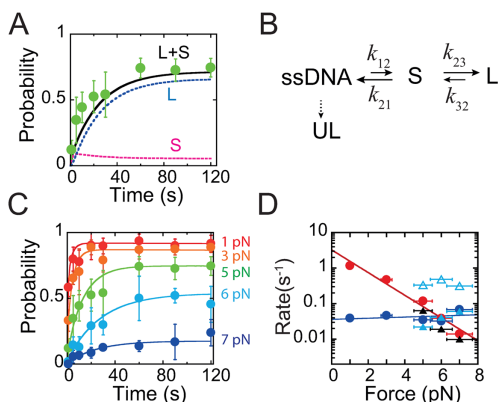 A
Probability
1
0.5
0
L+S
L
S
0 40 80 120
Time (s)
B
ssDNA k12 k21 S k23 k32 L
UL
C
Probability
1
0.5
0
1 pN
3 pN
5 pN
6 pN
7 pN
0 40 80 120
Time (s)
D
Rate(s-1)
10
1
0.1
0.01
0 2 4 6 8
Force (pN)